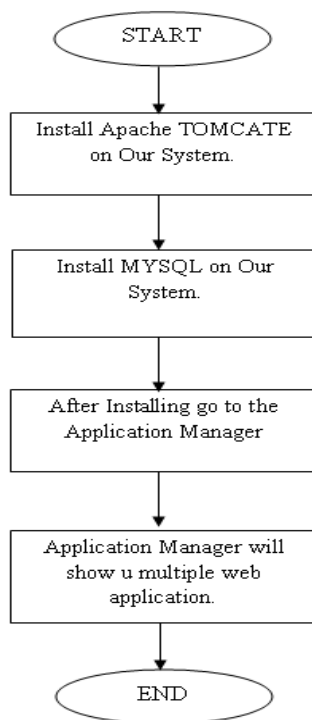 START
Install Apache TOMCATE
on Our System.
Install MYSQL on Our
System.
After Installing go to the
Application Manager
Application Manager will
show u multiple web
application.
END